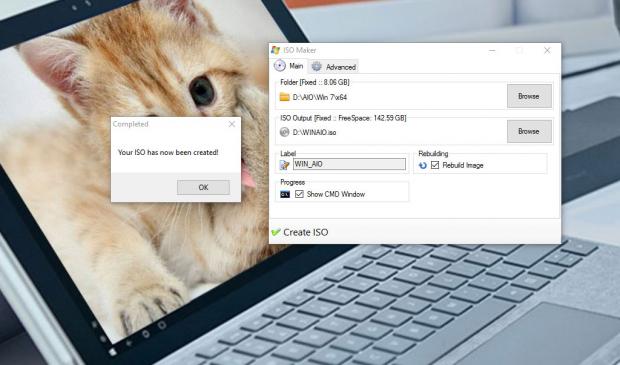 Completed
Your ISO has now been created!
OK
ISO Maker
Main
Advanced
Folder [Fixed :: 8.06 GB]
D:\AIO\Win 7\x64
Browse
ISO Output [Fixed :: FreeSpace: 142.59 GB]
D:\WINAIO.iso
Browse
Label
WIN_AIO
Rebuilding
Rebuild Image
Progress
Show CMD Window
Create ISO